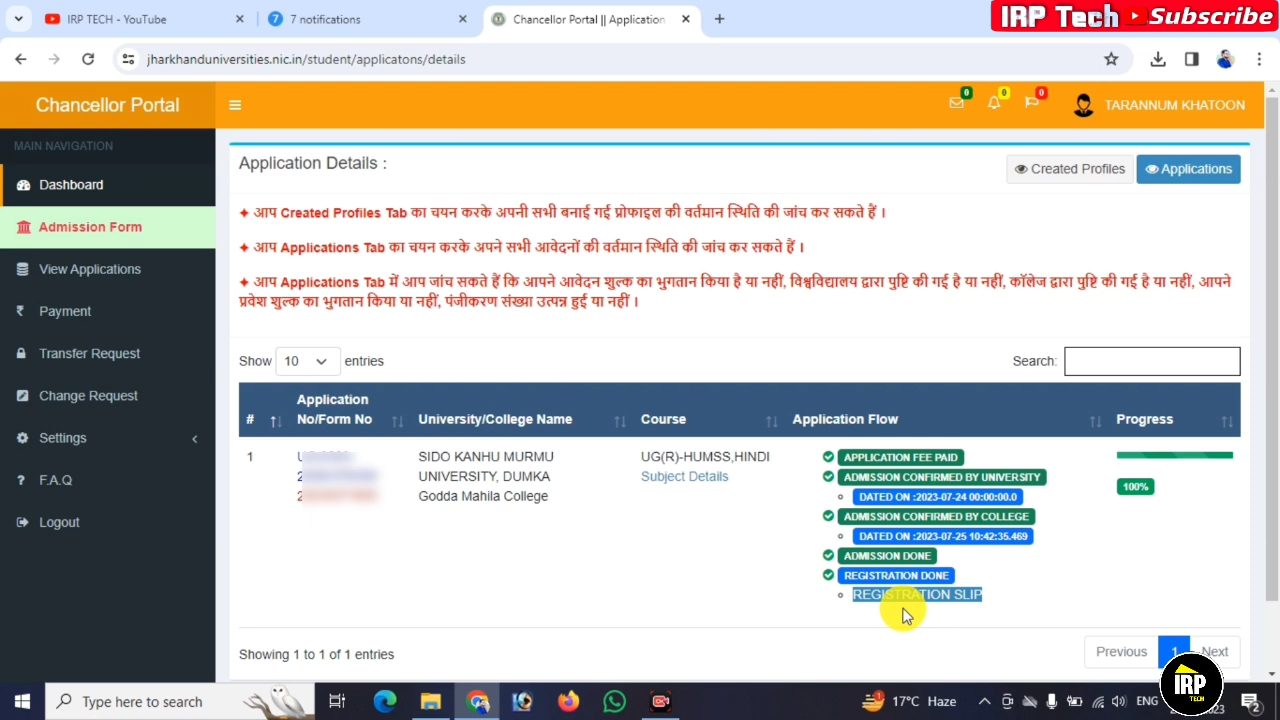 IRP TECH - YouTube
7 notifications
Chancellor Portal || Application
IRP Tech Subscribe
jharkhanduniversities.nic.in/student/applicatons/details
Chancellor Portal
0
0
0
TARANNUM KHATOON
MAIN NAVIGATION
Dashboard
Admission Form
View Applications
Payment
Transfer Request
Change Request
Settings
F.A.Q
Logout
Application Details :
Created Profiles
Applications
आप Created Profiles Tab का चयन करके अपनी सभी बनाई गई प्रोफाइल की वर्तमान स्थिति की जांच कर सकते हैं ।
आप Applications Tab का चयन करके अपने सभी आवेदनों की वर्तमान स्थिति की जांच कर सकते हैं ।
आप Applications Tab में आप जांच सकते हैं कि आपने आवेदन शुल्क का भुगतान किया है या नहीं, विश्वविद्यालय द्वारा पुष्टि की गई है या नहीं, कॉलेज द्वारा पुष्टि की गई है या नहीं, आपने
प्रवेश शुल्क का भुगतान किया या नहीं, पंजीकरण संख्या उत्पन्न हुई या नहीं ।
Show 10 entries
Search:
# Application No/Form No University/College Name Course Application Flow Progress
1
SIDO KANHU MURMU
UNIVERSITY, DUMKA
Godda Mahila College
UG(R)-HUMSS,HINDI
Subject Details
APPLICATION FEE PAID
ADMISSION CONFIRMED BY UNIVERSITY
DATED ON :2023-07-24 00:00:00.0
ADMISSION CONFIRMED BY COLLEGE
DATED ON :2023-07-25 10:42:35.469
ADMISSION DONE
REGISTRATION DONE
REGISTRATION SLIP
100%
Showing 1 to 1 of 1 entries
Previous 1 Next
Type here to search
17°C Haze
ENG
2
IRP
TECH